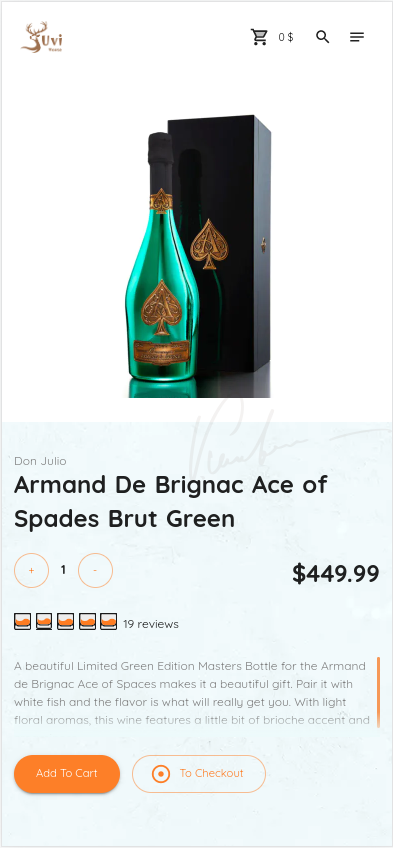 Uvi
0 $
Don Julio
Armand De Brignac Ace of
Spades Brut Green
+ 1 -
$449.99
19 reviews
A beautiful Limited Green Edition Masters Bottle for the Armand
de Brignac Ace of Spaces makes it a beautiful gift. Pair it with
white fish and the flavor is what will really get you. With light
floral aromas, this wine features a little bit of brioche accent and
Add To Cart
To Checkout